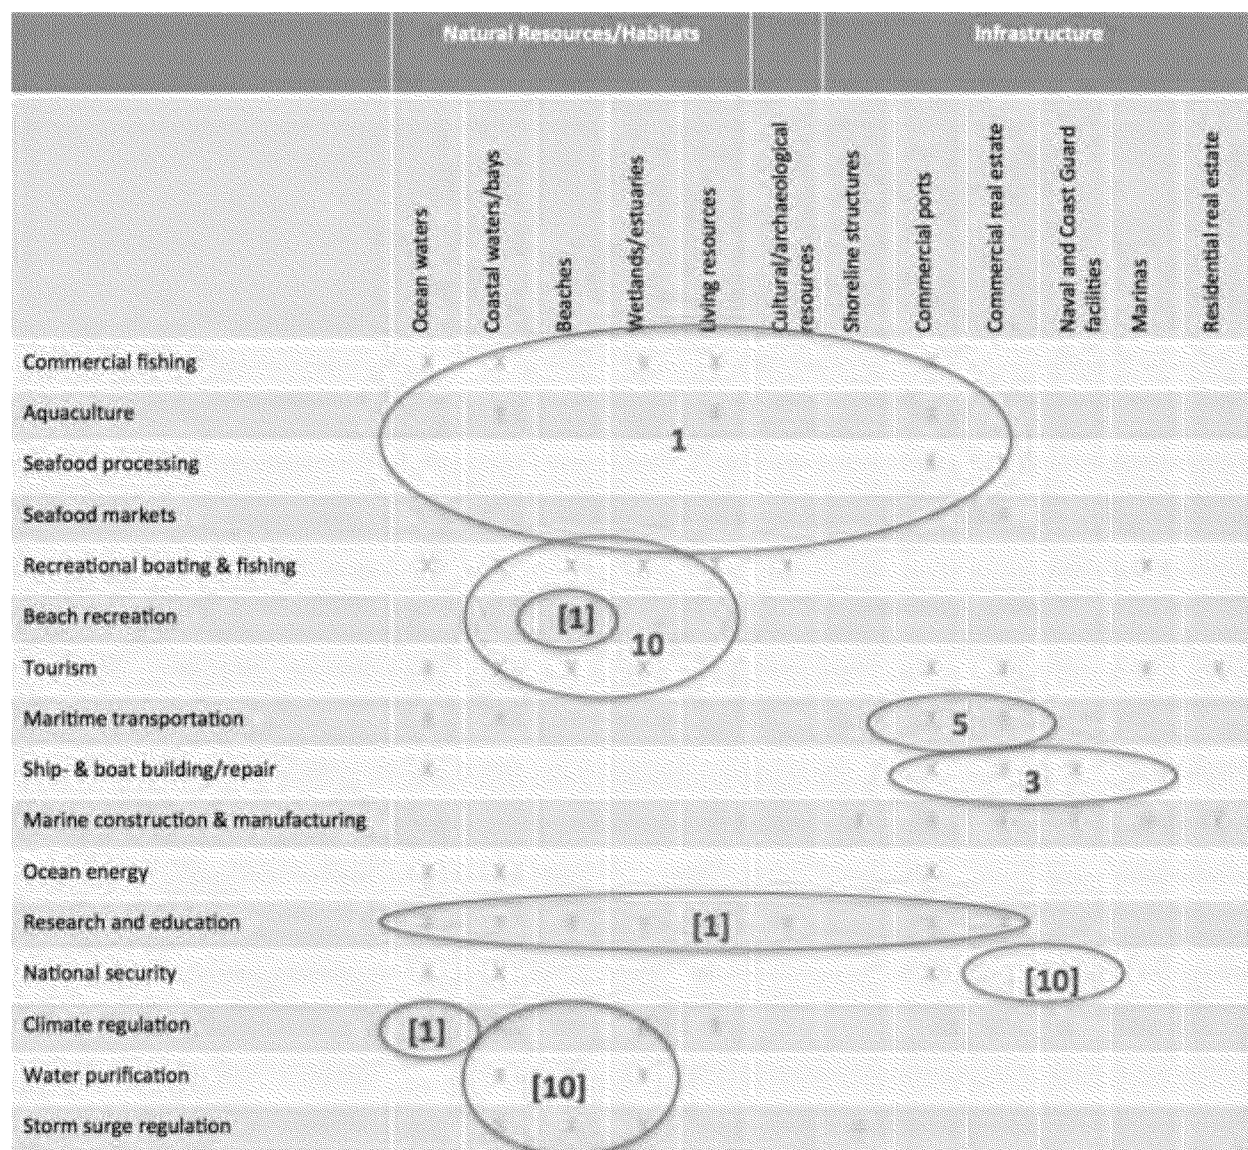 Natural Resources/Habitats Infrastructure
Ocean waters
Coastal waters/bays
Beaches
Wetlands/estuaries
Living resources
Cultural/archaeological
resources
Shoreline structures
Commercial ports
Commercial real estate
Naval and Coast Guard
facilities
Marinas
Residential real estate
Commercial fishing X X X X X
Aquaculture X X X
1
Seafood processing X
Seafood markets
Recreational boating & fishing X X X X X X X
Beach recreation [1]
10
Tourism X X X X X X X X
Maritime transportation X X X 5
Ship- & boat building/repair X X X X
3
Marine construction & manufacturing
Ocean energy X X X
Research and education [1]
National security X X X [10]
Climate regulation [1]
Water purification X X
[10]
Storm surge regulation